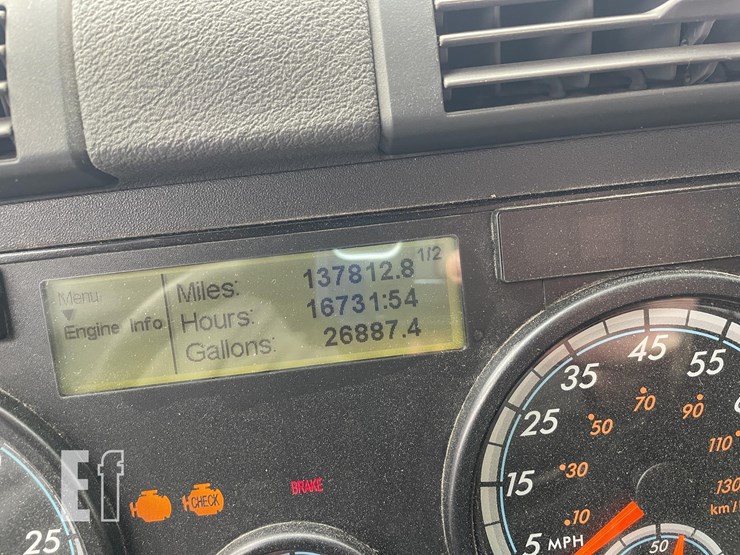 1/2
Menu
Engine Info
Miles: 137812.8
Hours: 16731:54
Gallons: 26887.4
CHECK
BRAKE
Ef
25
5 MPH
15
25
35
45
55
10
30
50
70
90
110
130
km/
50